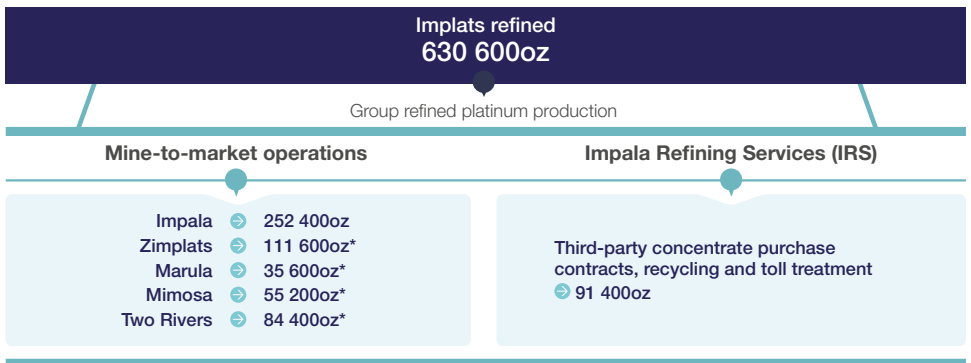 Implats refined
630 600oz
Group refined platinum production
Mine-to-market operations
Impala 252 400oz
Zimplats 111 600oz*
Marula 35 600oz*
Mimosa 55 200oz*
Two Rivers 84 400oz*
Impala Refining Services (IRS)
Third-party concentrate purchase
contracts, recycling and toll treatment
91 400oz